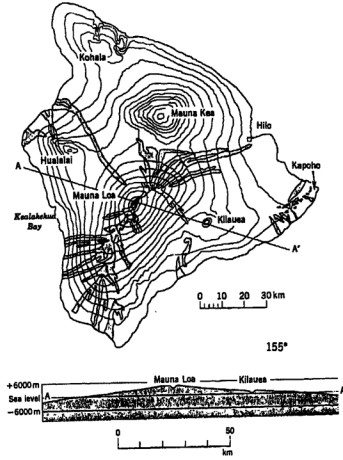 Kohala
Mauna Kea
Hilo
A
Hualalai
Kapoho
Mauna Loa
Kealakekua
Bay
Kilauea
A'
0 10 20 30 km
155°
Mauna Loa Kilauea
+6000 m
A
Sea level
−6000 m
0 50
km